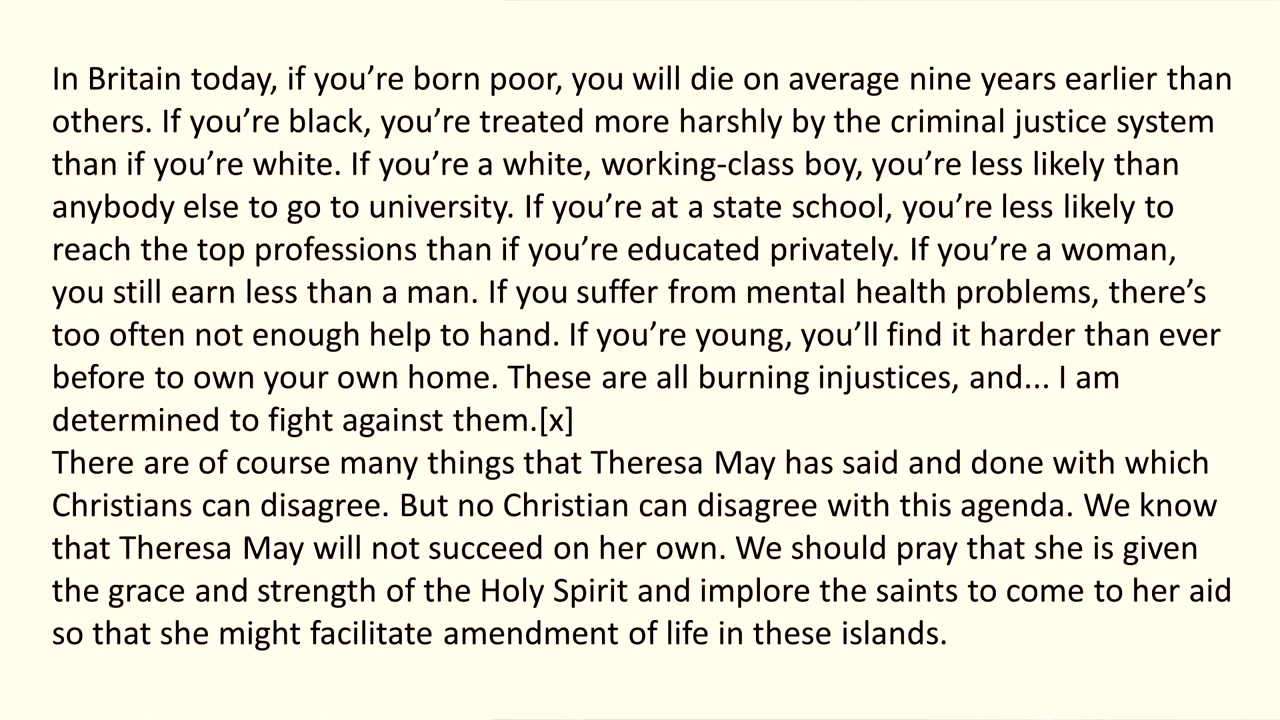 In Britain today, if you’re born poor, you will die on average nine years earlier than
others. If you’re black, you’re treated more harshly by the criminal justice system
than if you’re white. If you’re a white, working-class boy, you’re less likely than
anybody else to go to university. If you’re at a state school, you’re less likely to
reach the top professions than if you’re educated privately. If you’re a woman,
you still earn less than a man. If you suffer from mental health problems, there’s
too often not enough help to hand. If you’re young, you’ll find it harder than ever
before to own your own home. These are all burning injustices, and... I am
determined to fight against them.[x]
There are of course many things that Theresa May has said and done with which
Christians can disagree. But no Christian can disagree with this agenda. We know
that Theresa May will not succeed on her own. We should pray that she is given
the grace and strength of the Holy Spirit and implore the saints to come to her aid
so that she might facilitate amendment of life in these islands.